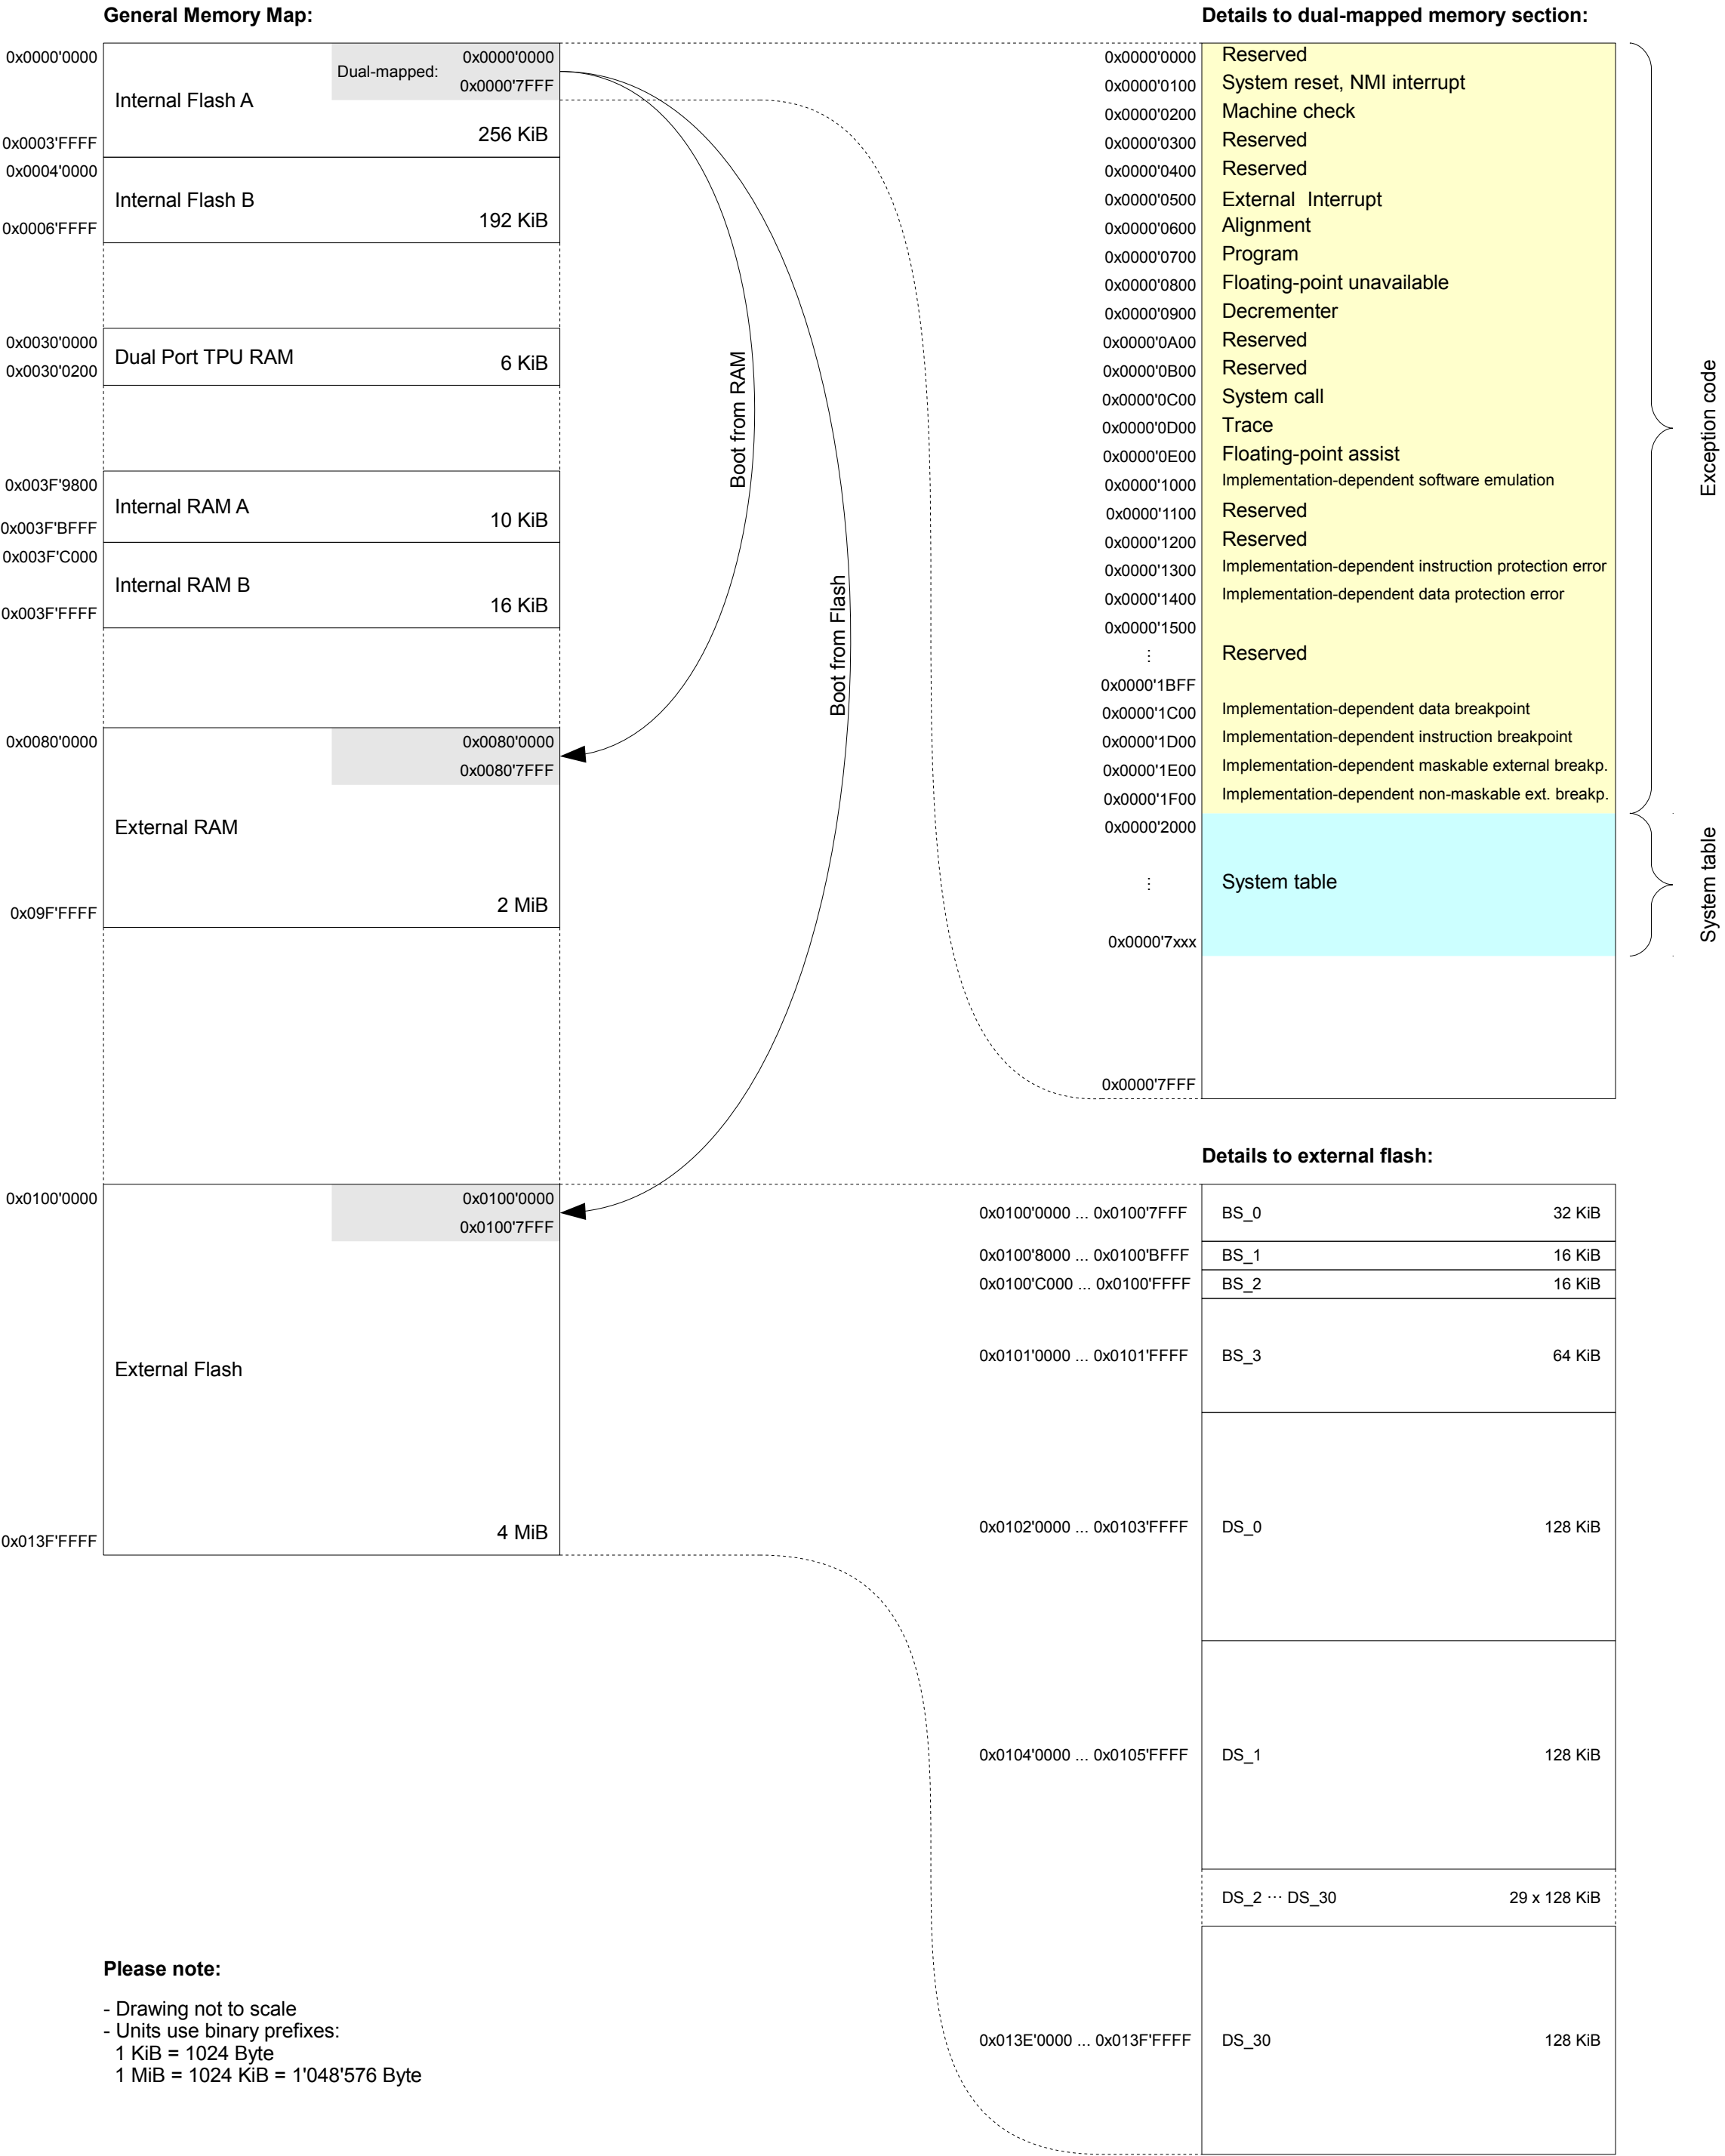 General Memory Map:
0x0000'0000
Dual-mapped:
0x0000'0000
0x0000'7FFF
Internal Flash A
256 KiB
0x0003'FFFF
0x0004'0000
Internal Flash B
192 KiB
0x0006'FFFF
0x0030'0000
Dual Port TPU RAM
6 KiB
0x0030'0200
0x003F'9800
Internal RAM A
10 KiB
0x003F'BFFF
0x003F'C000
Internal RAM B
16 KiB
0x003F'FFFF
0x0080'0000
0x0080'0000
0x0080'7FFF
External RAM
2 MiB
0x09F'FFFF
0x0100'0000
0x0100'0000
0x0100'7FFF
External Flash
4 MiB
0x013F'FFFF
Boot from RAM
Boot from Flash
Details to dual-mapped memory section:
0x0000'0000 Reserved
0x0000'0100 System reset, NMI interrupt
0x0000'0200 Machine check
0x0000'0300 Reserved
0x0000'0400 Reserved
0x0000'0500 External Interrupt
0x0000'0600 Alignment
0x0000'0700 Program
0x0000'0800 Floating-point unavailable
0x0000'0900 Decrementer
0x0000'0A00 Reserved
0x0000'0B00 Reserved
0x0000'0C00 System call
0x0000'0D00 Trace
0x0000'0E00 Floating-point assist
0x0000'1000 Implementation-dependent software emulation
0x0000'1100 Reserved
0x0000'1200 Reserved
0x0000'1300 Implementation-dependent instruction protection error
0x0000'1400 Implementation-dependent data protection error
0x0000'1500
⋮ Reserved
0x0000'1BFF
0x0000'1C00 Implementation-dependent data breakpoint
0x0000'1D00 Implementation-dependent instruction breakpoint
0x0000'1E00 Implementation-dependent maskable external breakp.
0x0000'1F00 Implementation-dependent non-maskable ext. breakp.
0x0000'2000
⋮ System table
0x0000'7xxx
0x0000'7FFF
Exception code
System table
Details to external flash:
0x0100'0000 ... 0x0100'7FFF BS_0 32 KiB
0x0100'8000 ... 0x0100'BFFF BS_1 16 KiB
0x0100'C000 ... 0x0100'FFFF BS_2 16 KiB
0x0101'0000 ... 0x0101'FFFF BS_3 64 KiB
0x0102'0000 ... 0x0103'FFFF DS_0 128 KiB
0x0104'0000 ... 0x0105'FFFF DS_1 128 KiB
DS_2 ⋯ DS_30 29 x 128 KiB
0x013E'0000 ... 0x013F'FFFF DS_30 128 KiB
Please note:
- Drawing not to scale
- Units use binary prefixes:
1 KiB = 1024 Byte
1 MiB = 1024 KiB = 1'048'576 Byte